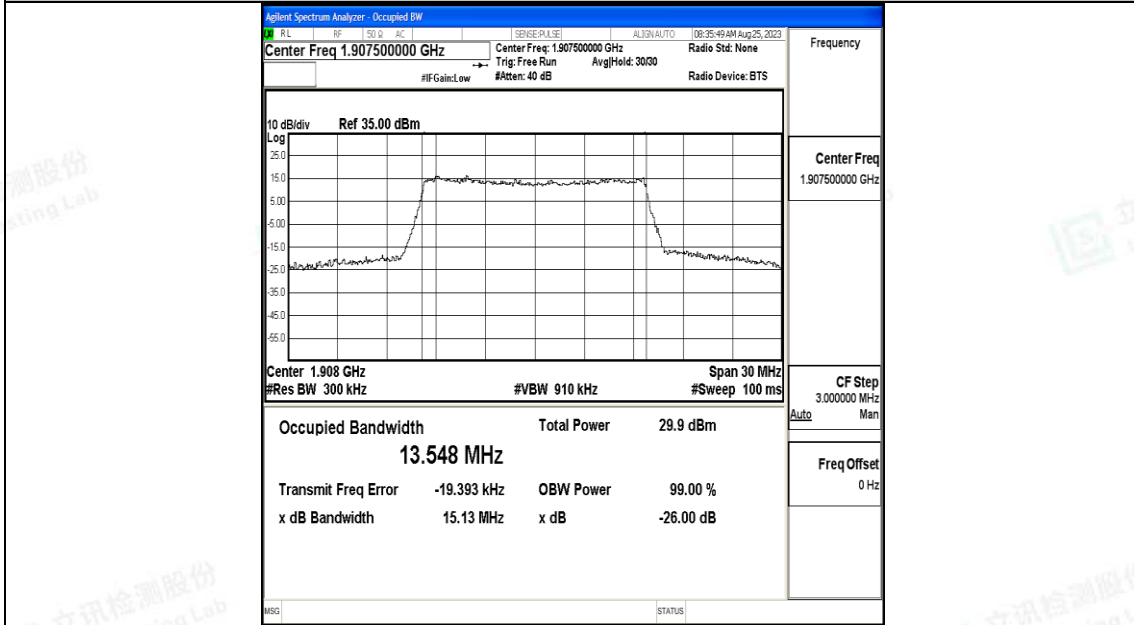 Agilent Spectrum Analyzer - Occupied BW
RL RF 50 Ω AC SENSE:PULSE ALIGNAUTO 08:35:49 AM Aug 25, 2023
Center Freq 1.907500000 GHz
Center Freq: 1.907500000 GHz
Radio Std: None
Trig: Free Run Avg|Hold: 30/30
#IFGain:Low
#Atten: 40 dB
Radio Device: BTS
Frequency
10 dB/div Ref 35.00 dBm
Log
25.0
15.0
5.00
-5.00
-15.0
-25.0
-35.0
-45.0
-55.0
Center Freq
1.907500000 GHz
Center 1.908 GHz
Span 30 MHz
#Res BW 300 kHz
#VBW 910 kHz
#Sweep 100 ms
CF Step
3.000000 MHz
Auto Man
Freq Offset
0 Hz
Occupied Bandwidth
13.548 MHz
Total Power 29.9 dBm
Transmit Freq Error -19.393 kHz
OBW Power 99.00 %
x dB Bandwidth 15.13 MHz
x dB -26.00 dB
MSG
STATUS
立讯检测股份